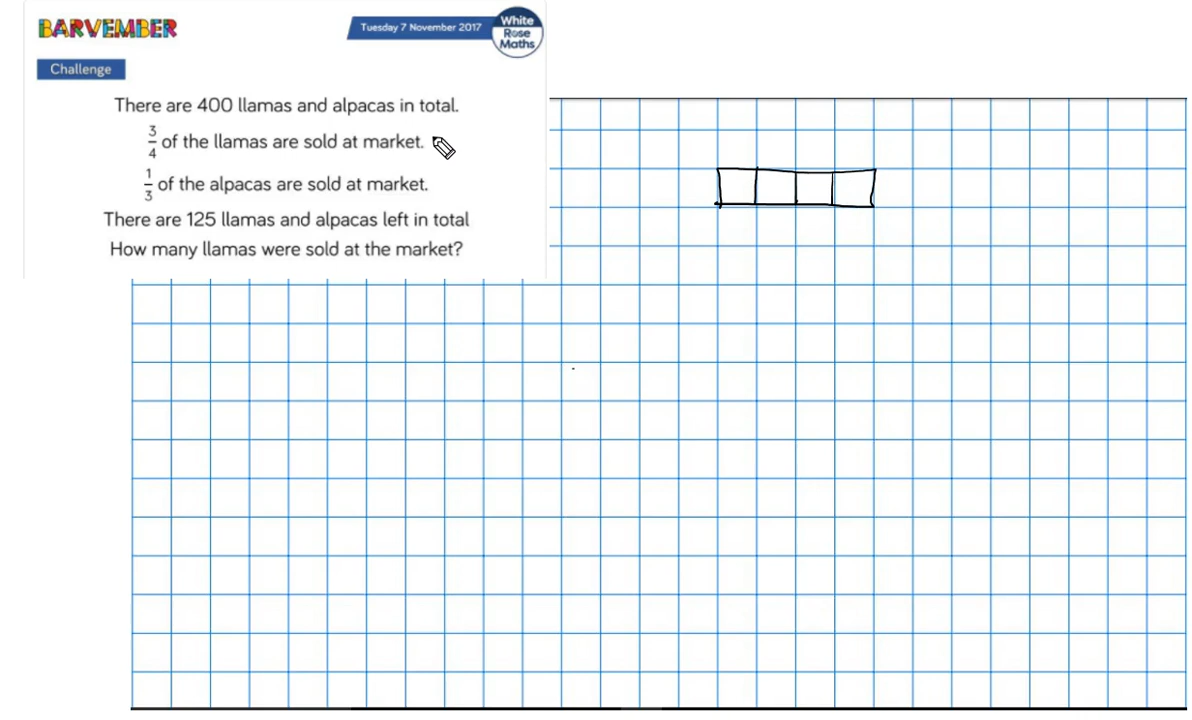 BARVEMBER
Tuesday 7 November 2017
White
Rose
Maths
Challenge
There are 400 llamas and alpacas in total.
3/4 of the llamas are sold at market.
1/3 of the alpacas are sold at market.
There are 125 llamas and alpacas left in total
How many llamas were sold at the market?